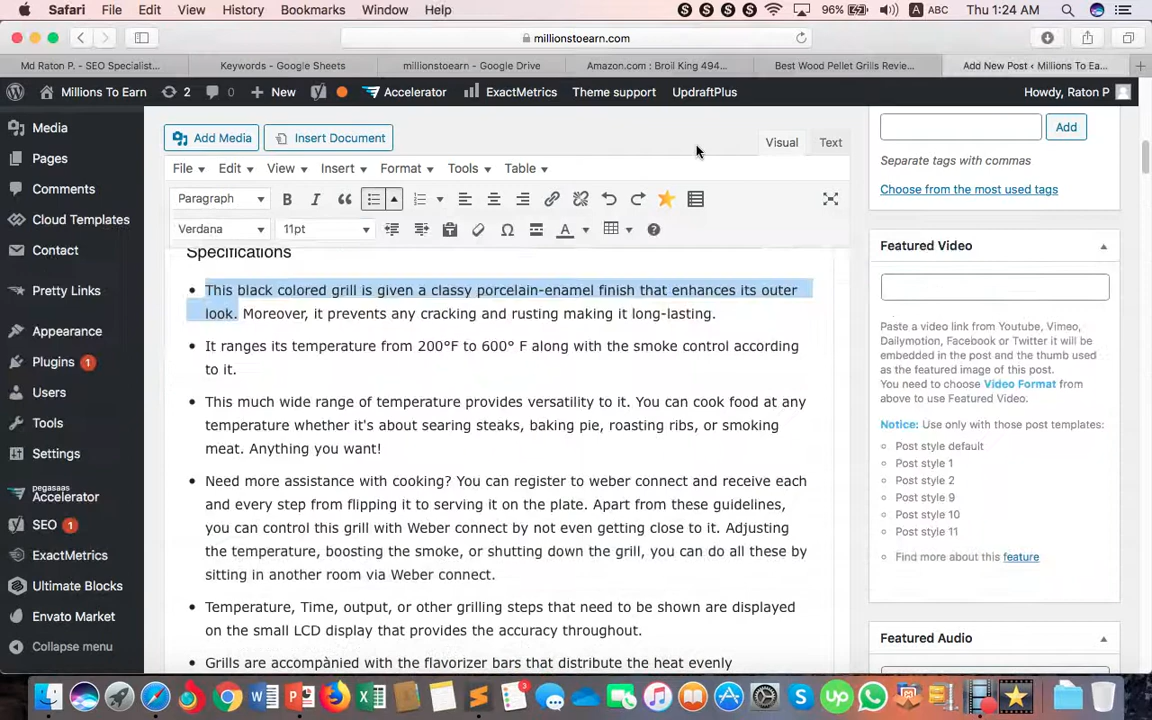 Safari File Edit View History Bookmarks Window Help 96% ABC Thu 1:24 AM
millionstoearn.com
Md Raton P. - SEO Specialist... Keywords - Google Sheets millionstoearn - Google Drive Amazon.com : Broil King 494... Best Wood Pellet Grills Revie... Add New Post ‹ Millions To Ea...
Millions To Earn 2 New Accelerator ExactMetrics Theme support UpdraftPlus Howdy, Raton P
Media
Pages
Comments
Cloud Templates
Contact
Pretty Links
Appearance
Plugins 1
Users
Tools
Settings
pegasaas
Accelerator
SEO 1
ExactMetrics
Ultimate Blocks
Envato Market
Collapse menu
Add Media Insert Document Visual Text
File Edit View Insert Format Tools Table
Paragraph B I
Verdana 11pt A
Specifications
• This black colored grill is given a classy porcelain-enamel finish that enhances its outer
look. Moreover, it prevents any cracking and rusting making it long-lasting.
• It ranges its temperature from 200°F to 600° F along with the smoke control according
to it.
• This much wide range of temperature provides versatility to it. You can cook food at any
temperature whether it's about searing steaks, baking pie, roasting ribs, or smoking
meat. Anything you want!
• Need more assistance with cooking? You can register to weber connect and receive each
and every step from flipping it to serving it on the plate. Apart from these guidelines,
you can control this grill with Weber connect by not even getting close to it. Adjusting
the temperature, boosting the smoke, or shutting down the grill, you can do all these by
sitting in another room via Weber connect.
• Temperature, Time, output, or other grilling steps that need to be shown are displayed
on the small LCD display that provides the accuracy throughout.
• Grills are accompanied with the flavorizer bars that distribute the heat evenly
Add
Separate tags with commas
Choose from the most used tags
Featured Video
Paste a video link from Youtube, Vimeo,
Dailymotion, Facebook or Twitter it will be
embedded in the post and the thumb used
as the featured image of this post.
You need to choose Video Format from
above to use Featured Video.
Notice: Use only with those post templates:
Post style default
Post style 1
Post style 2
Post style 9
Post style 10
Post style 11
Find more about this feature
Featured Audio
3
up